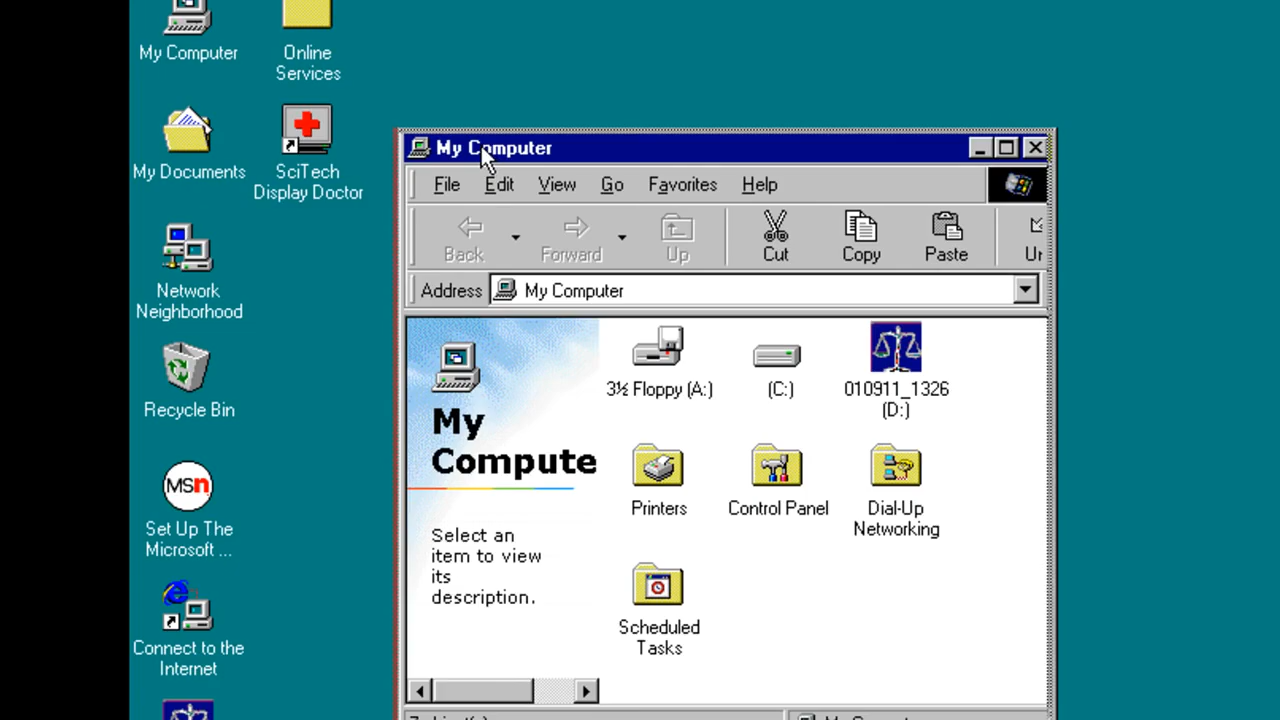 My Computer
Online
Services
My Documents
SciTech
Display Doctor
Network
Neighborhood
Recycle Bin
msn
Set Up The
Microsoft ...
Connect to the
Internet
My Computer
File Edit View Go Favorites Help
Back Forward Up Cut Copy Paste Un
Address My Computer
My
Compute
Select an
item to view
its
description.
3½ Floppy (A:)
(C:)
010911_1326
(D:)
Printers
Control Panel
Dial-Up
Networking
Scheduled
Tasks